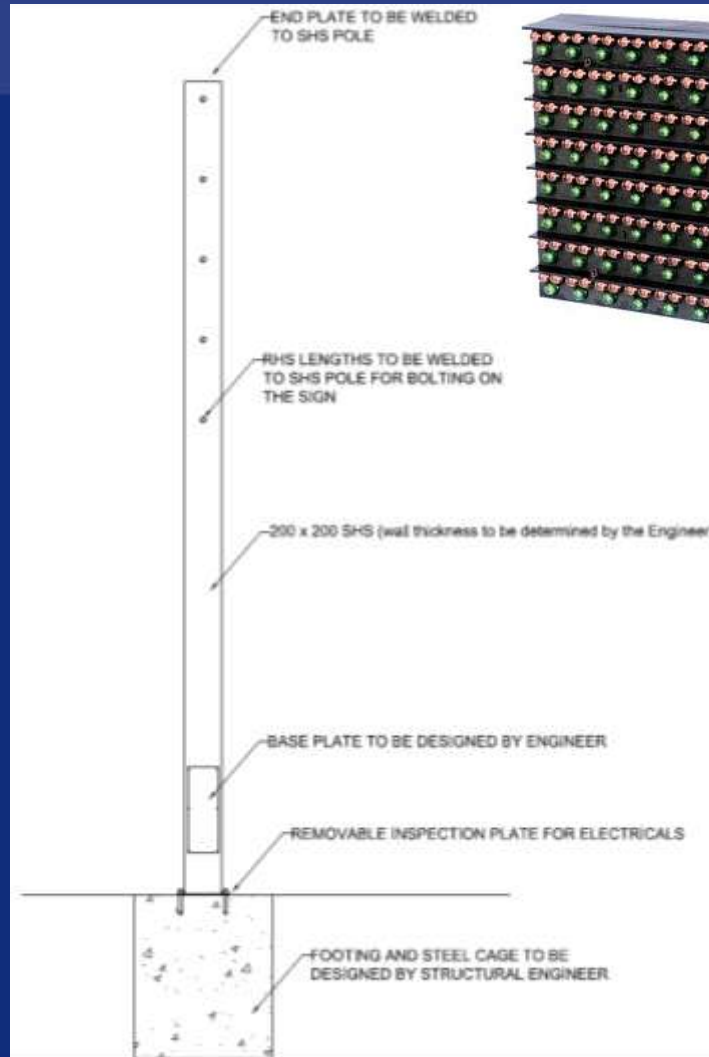 END PLATE TO BE WELDED
TO SHS POLE
RHS LENGTHS TO BE WELDED
TO SHS POLE FOR BOLTING ON
THE SIGN
200 x 200 SHS (wall thickness to be determined by the Engineer
BASE PLATE TO BE DESIGNED BY ENGINEER
REMOVABLE INSPECTION PLATE FOR ELECTRICALS
FOOTING AND STEEL CAGE TO BE
DESIGNED BY STRUCTURAL ENGINEER